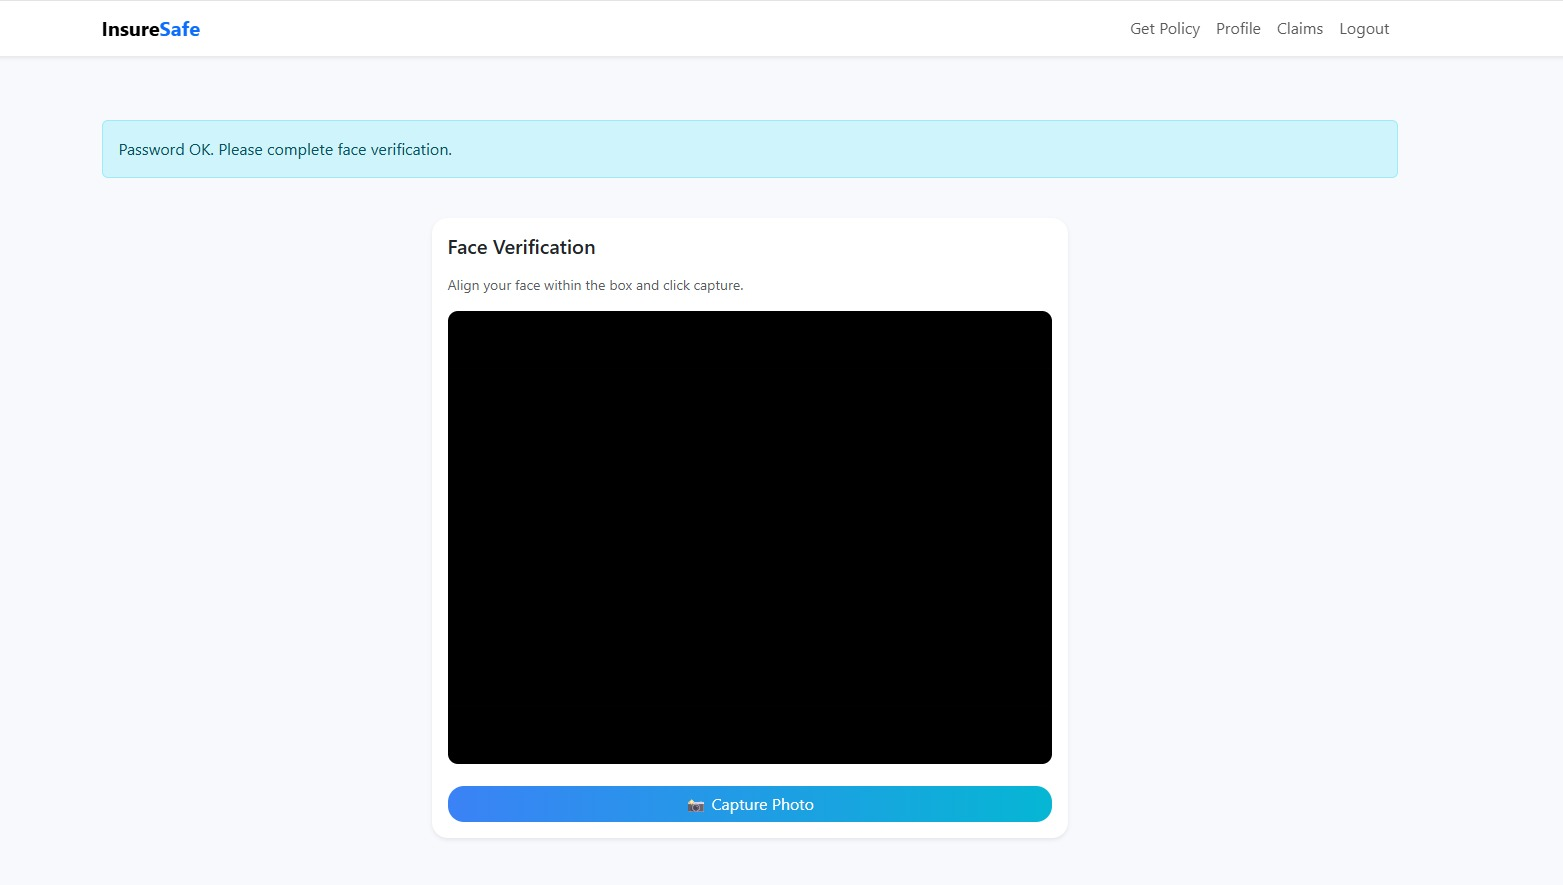 InsureSafe
Get Policy Profile Claims Logout
Password OK. Please complete face verification.
Face Verification
Align your face within the box and click capture.
Capture Photo